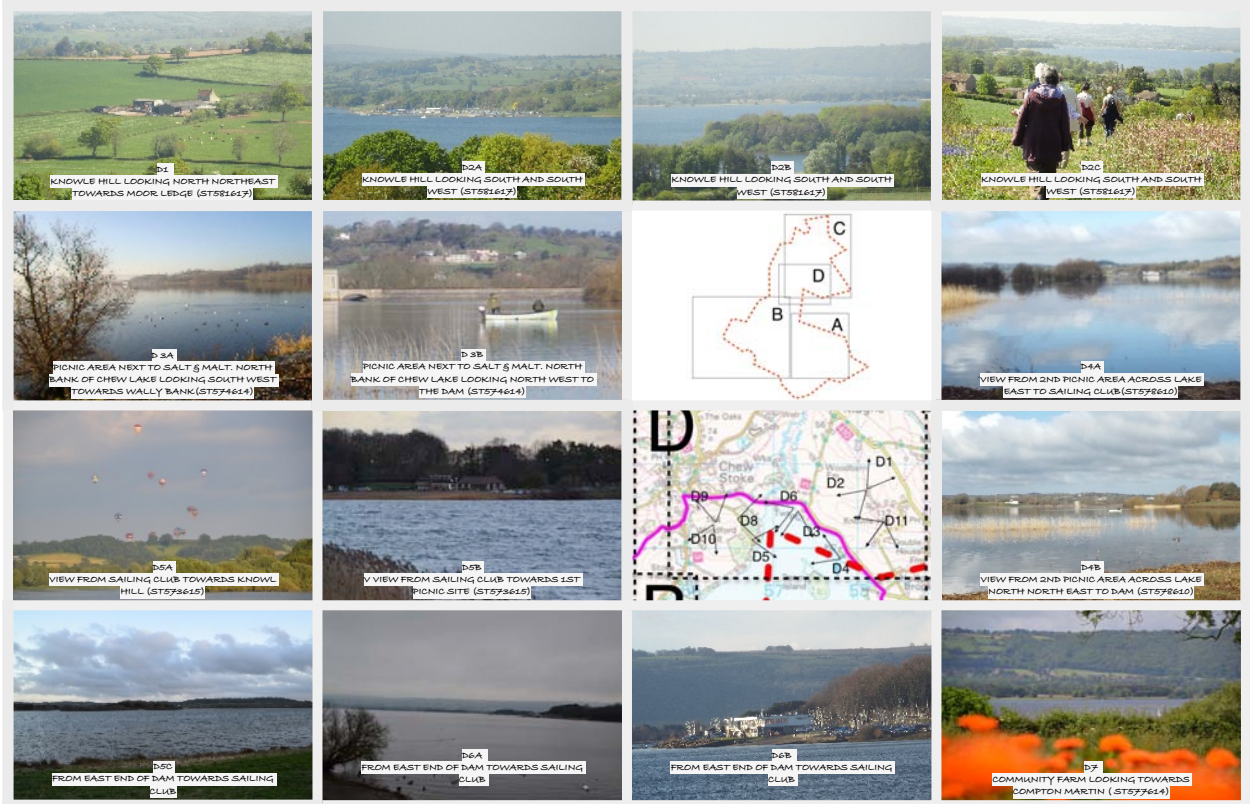 D1
KNOWLE HILL LOOKING NORTH NORTHEAST
TOWARDS MOOR LEDGE (ST581617)
D2A
KNOWLE HILL LOOKING SOUTH AND SOUTH
WEST (ST581617)
D2B
KNOWLE HILL LOOKING SOUTH AND SOUTH
WEST (ST581617)
D2C
KNOWLE HILL LOOKING SOUTH AND SOUTH
WEST (ST581617)
D 3A
PICNIC AREA NEXT TO SALT & MALT. NORTH
BANK OF CHEW LAKE LOOKING SOUTH WEST
TOWARDS WALLY BANK(ST574614)
D 3B
PICNIC AREA NEXT TO SALT & MALT. NORTH
BANK OF CHEW LAKE LOOKING NORTH WEST TO
THE DAM (ST574614)
C
D
B
A
D4A
VIEW FROM 2ND PICNIC AREA ACROSS LAKE
EAST TO SAILING CLUB(ST578610)
D5A
VIEW FROM SAILING CLUB TOWARDS KNOWL
HILL (ST573615)
D5B
V VIEW FROM SAILING CLUB TOWARDS 1ST
PICNIC SITE (ST573615)
D
The Oaks
Chew
Stoke
D1
D2
D9
D6
D8
D3
D11
D10
D5
D4
57
58
D4B
VIEW FROM 2ND PICNIC AREA ACROSS LAKE
NORTH NORTH EAST TO DAM (ST578610)
D5C
FROM EAST END OF DAM TOWARDS SAILING
CLUB
D6A
FROM EAST END OF DAM TOWARDS SAILING
CLUB
D6B
FROM EAST END OF DAM TOWARDS SAILING
CLUB
D7
COMMUNITY FARM LOOKING TOWARDS
COMPTON MARTIN ( ST577614)